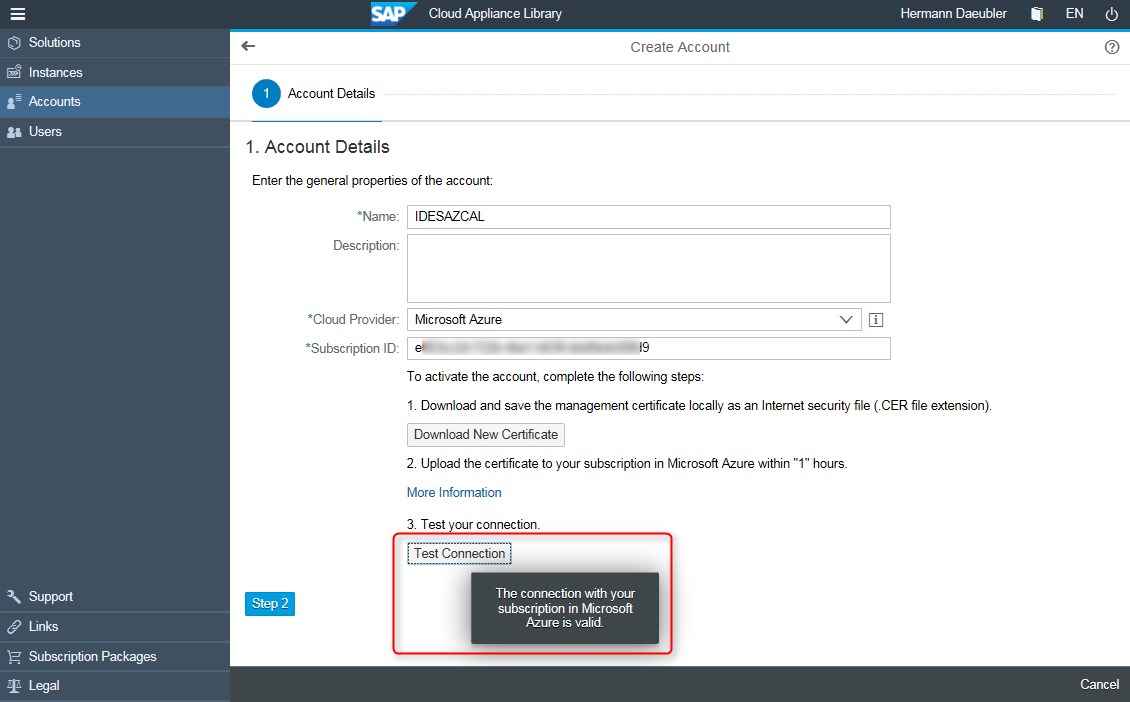 SAP Cloud Appliance Library
Hermann Daeubler
EN
Solutions
Instances
Accounts
Users
Support
Links
Subscription Packages
Legal
Create Account
1 Account Details
1. Account Details
Enter the general properties of the account:
*Name: IDESAZCAL
Description:
*Cloud Provider: Microsoft Azure
*Subscription ID:
To activate the account, complete the following steps:
1. Download and save the management certificate locally as an Internet security file (.CER file extension).
Download New Certificate
2. Upload the certificate to your subscription in Microsoft Azure within "1" hours.
More Information
3. Test your connection.
Test Connection
The connection with your
subscription in Microsoft
Azure is valid.
Step 2
Cancel